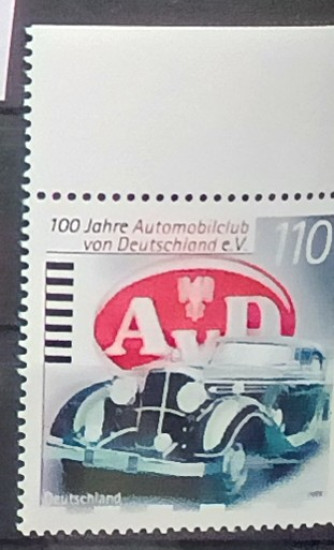 100 Jahre Automobilclub
von Deutschland e.V.
110
AvD
Deutschland